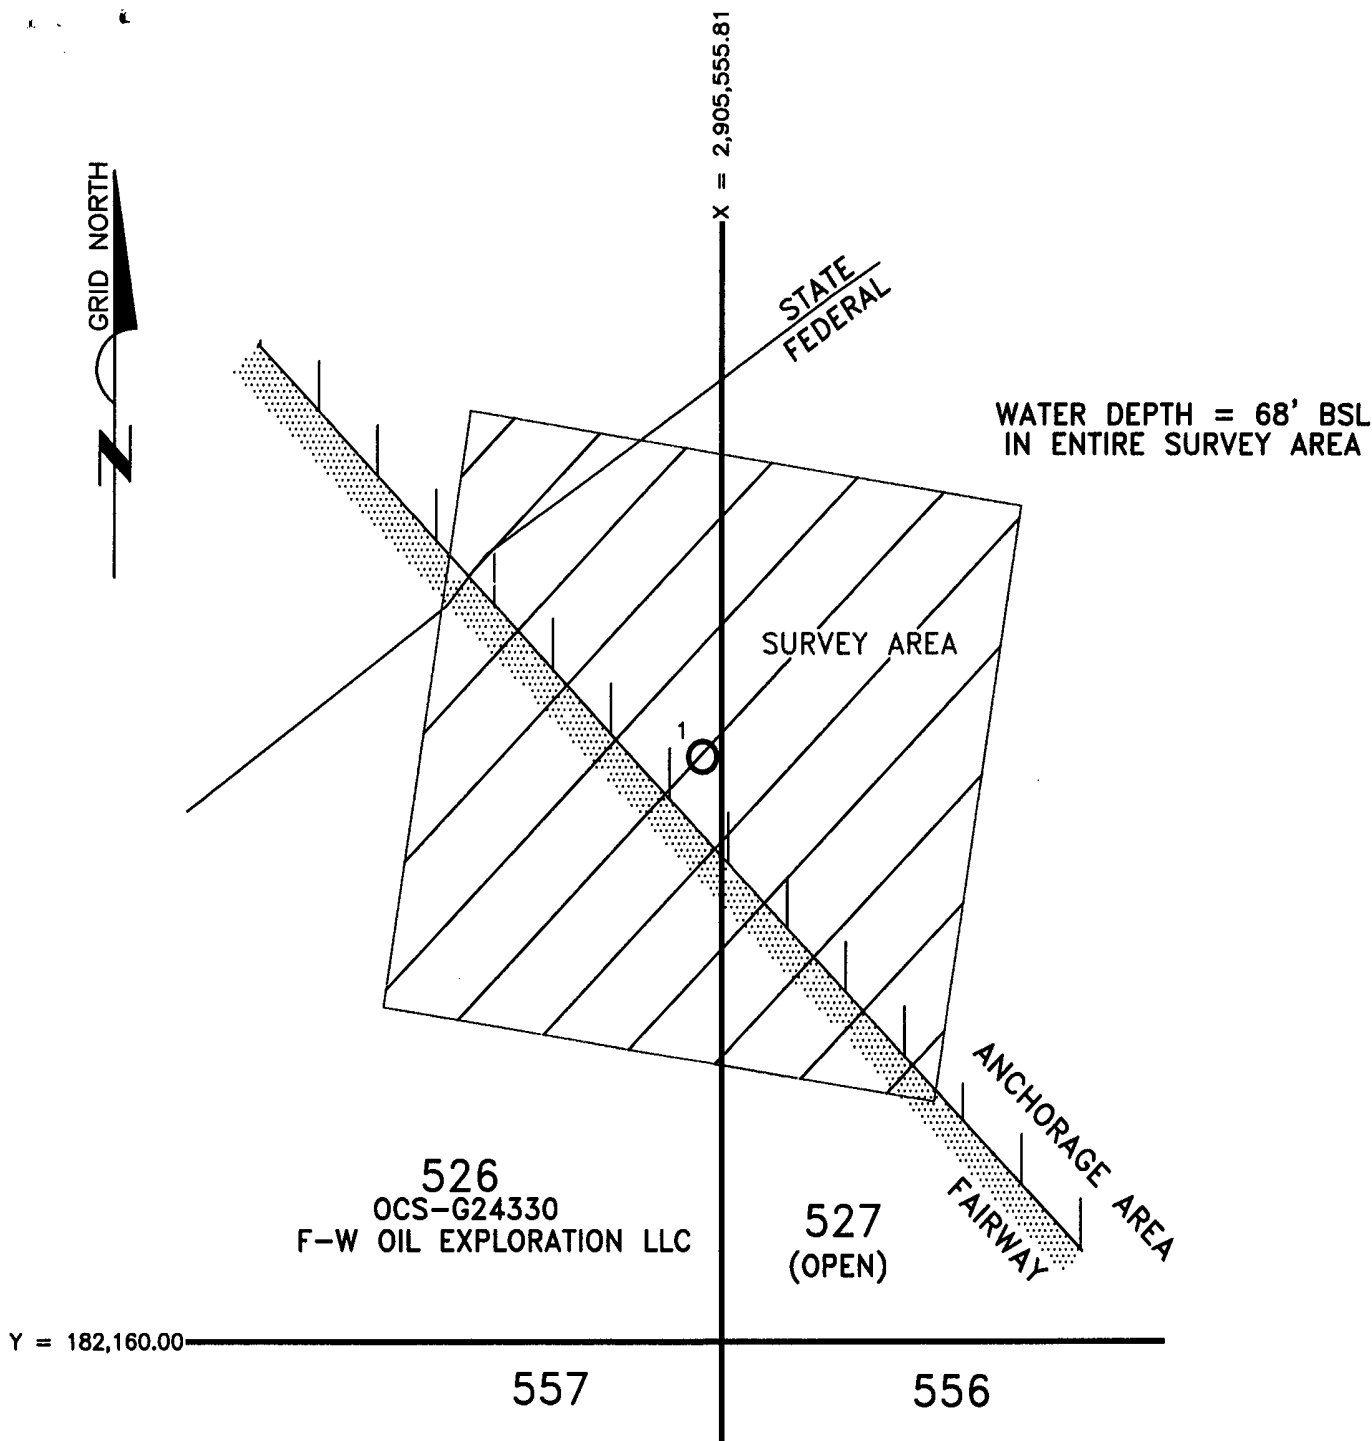 X = 2,905,555.81
GRID NORTH
N
STATE
FEDERAL
WATER DEPTH = 68' BSL
IN ENTIRE SURVEY AREA
SURVEY AREA
1
ANCHORAGE AREA
FAIRWAY
526
OCS-G24330
F-W OIL EXPLORATION LLC
527
(OPEN)
Y = 182,160.00
557
556